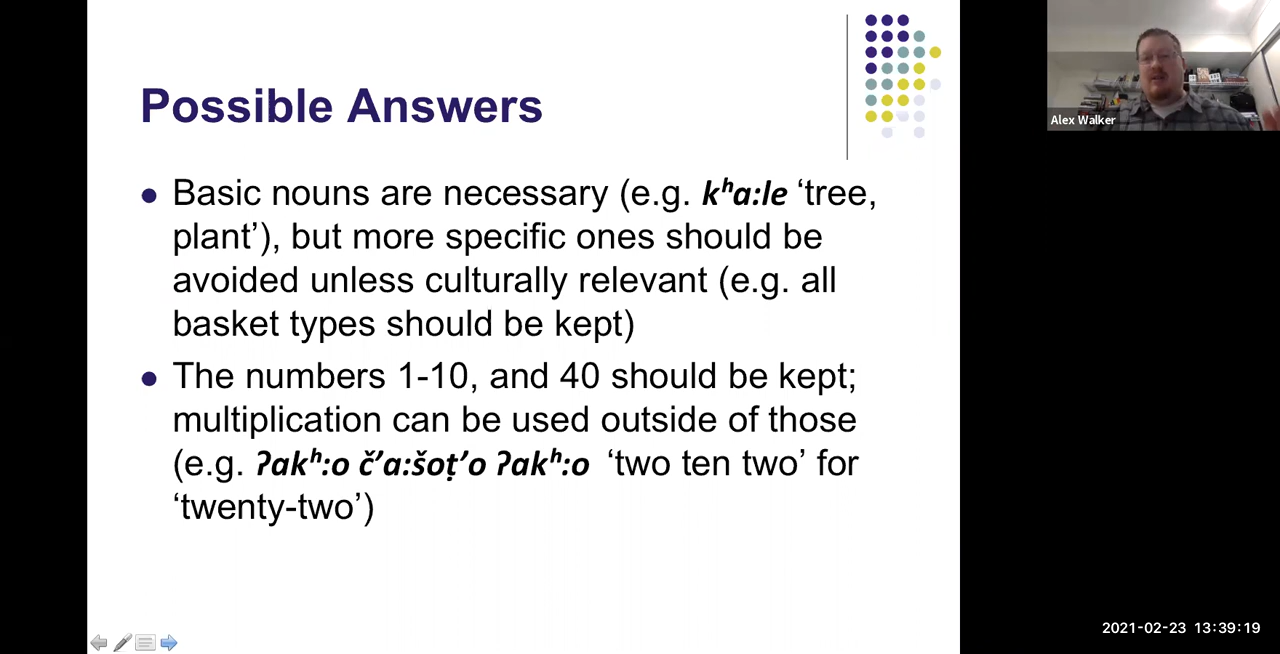 Possible Answers
Basic nouns are necessary (e.g. kʰa:le ‘tree,
plant’), but more specific ones should be
avoided unless culturally relevant (e.g. all
basket types should be kept)
The numbers 1-10, and 40 should be kept;
multiplication can be used outside of those
(e.g. ʔakʰ:o č’a:šoṭ’o ʔakʰ:o ‘two ten two’ for
‘twenty-two’)
Alex Walker
2021-02-23 13:39:19